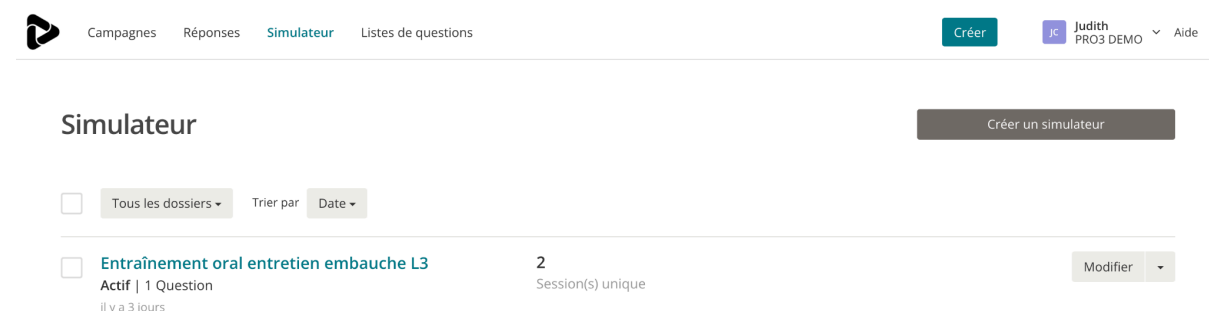 Campagnes Réponses Simulateur Listes de questions Créer JC Judith Aide
PRO3 DEMO
Simulateur Créer un simulateur
Tous les dossiers Trier par Date
Entraînement oral entretien embauche L3 2 Modifier
Actif | 1 Question Session(s) unique
il y a 3 jours